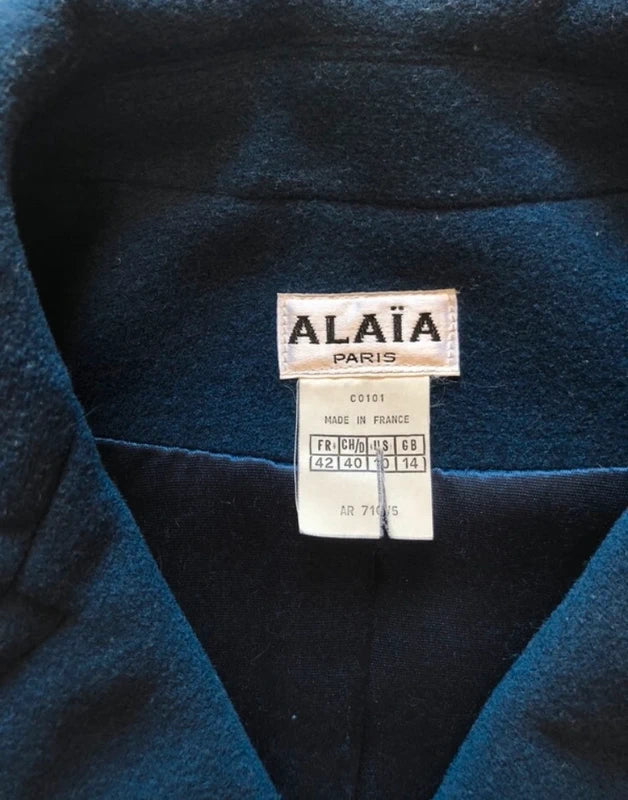 ALAÏA
PARIS
C0101
MADE IN FRANCE
FR CH/D US GB
42 40 10 14
AR